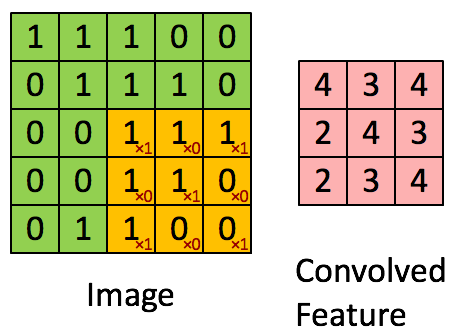 1 1 1 0 0
0 1 1 1 0
0 0 1×1 1×0 1×1
0 0 1×0 1×1 0×0
0 1 1×1 0×0 0×1
Image
4 3 4
2 4 3
2 3 4
Convolved
Feature